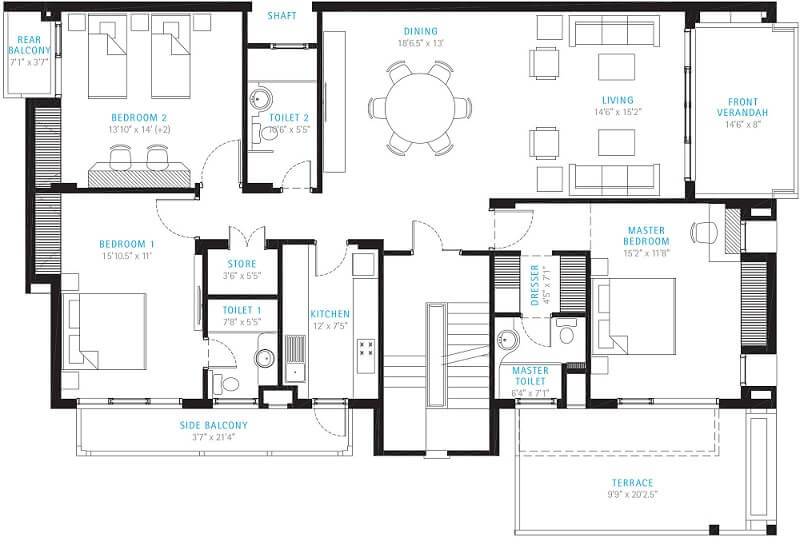 SHAFT
REAR
BALCONY
7'1" x 3'7"
DINING
18'6.5" x 13'
LIVING
14'6" x 15'2"
FRONT
VERANDAH
14'6" x 8"
BEDROOM 2
13'10" x 14' (+2)
TOILET 2
10'6" x 5'5"
BEDROOM 1
15'10.5" x 11'
STORE
3'6" x 5'5"
TOILET 1
7'8" x 5'5"
KITCHEN
12' x 7'5"
DRESSER
4'5" x 7'1"
MASTER
BEDROOM
15'2" x 11'8"
MASTER
TOILET
6'4" x 7'1"
SIDE BALCONY
3'7" x 21'4"
TERRACE
9'9" x 20'2.5"